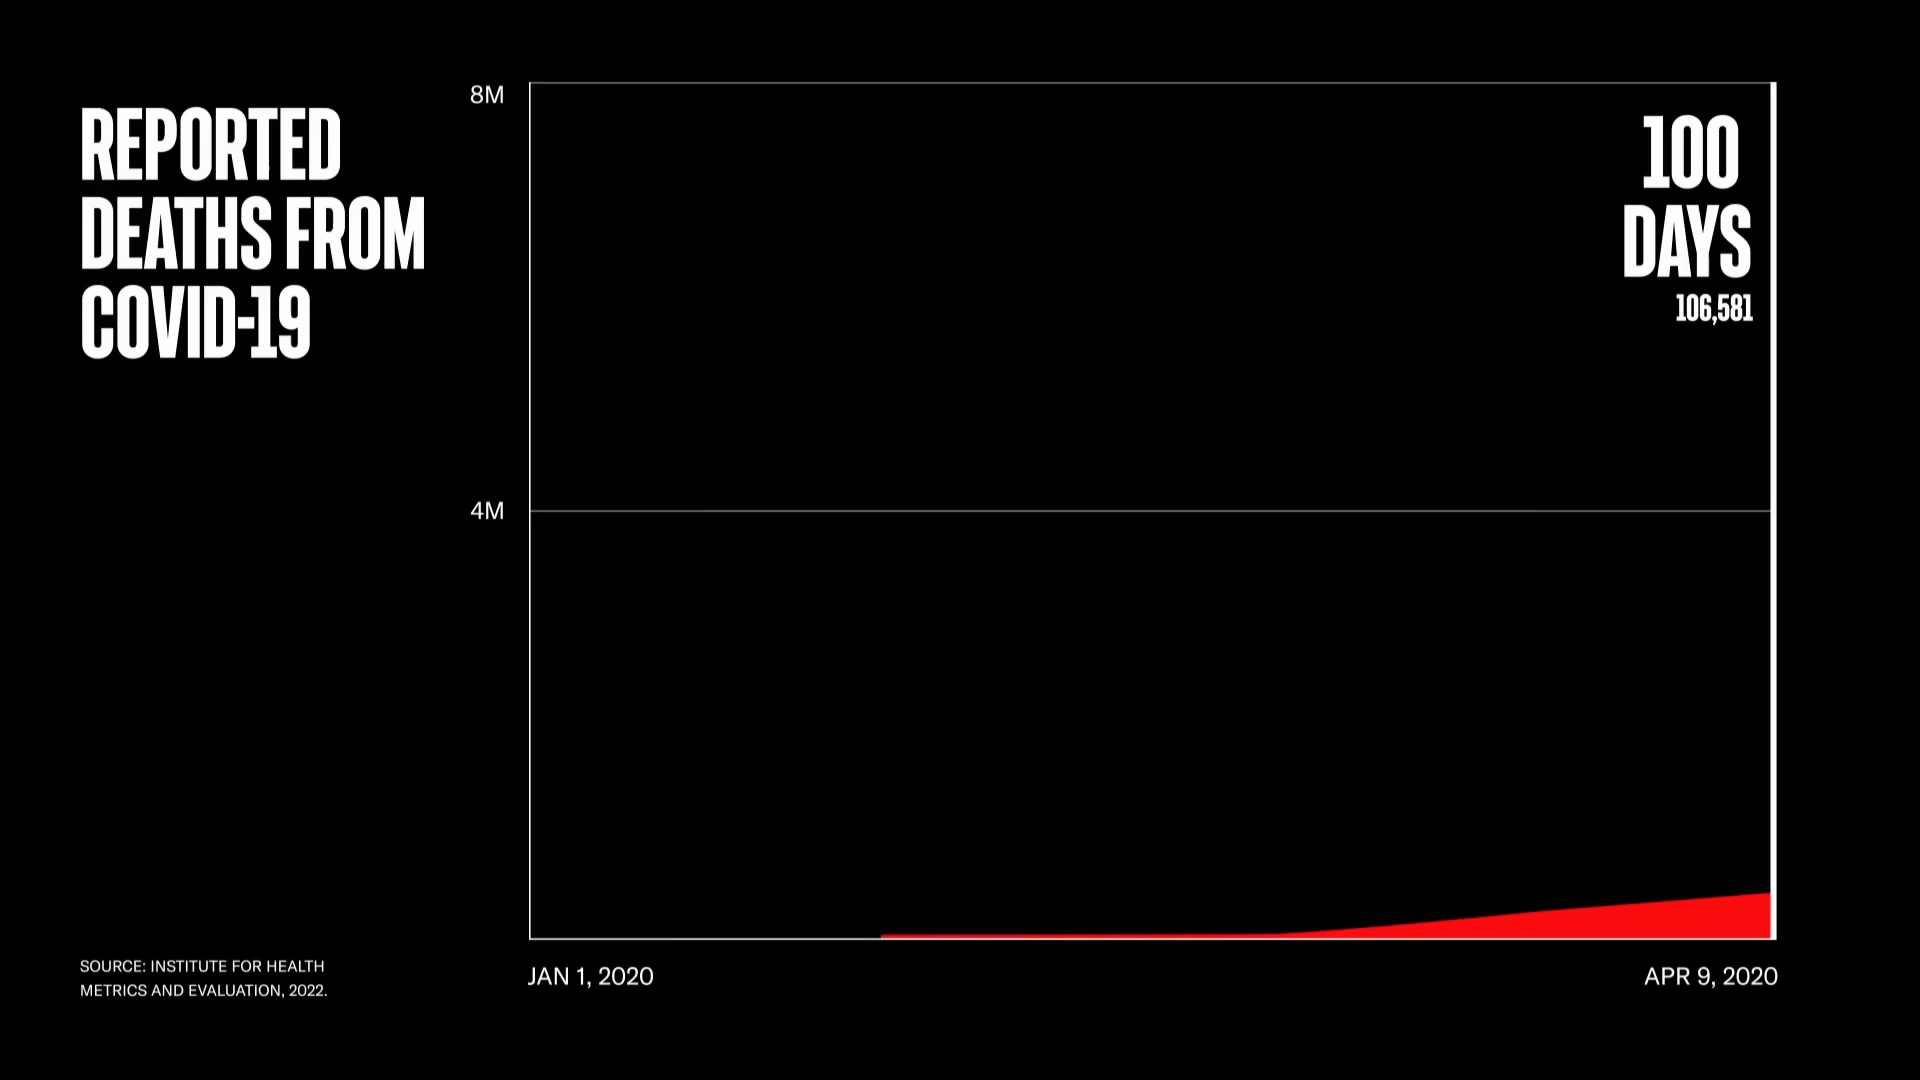 REPORTED
DEATHS FROM
COVID-19
8M
4M
100
DAYS
106,581
JAN 1, 2020
APR 9, 2020
SOURCE: INSTITUTE FOR HEALTH
METRICS AND EVALUATION, 2022.